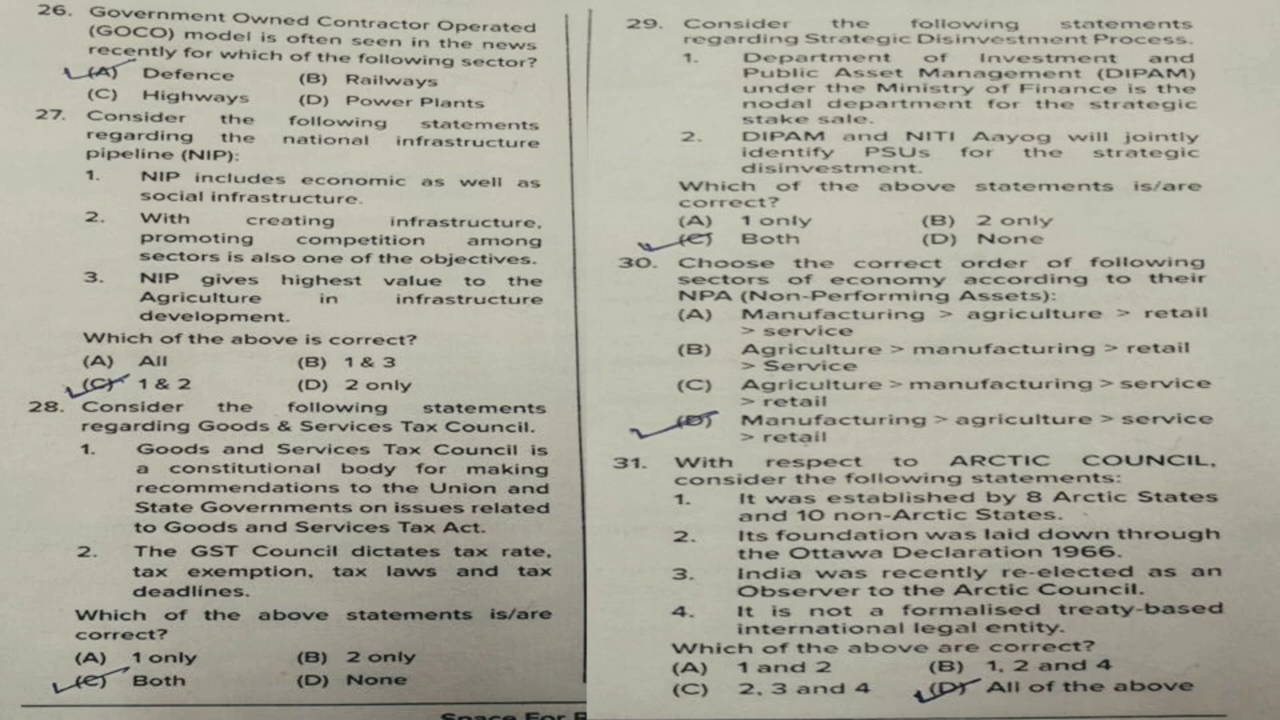 26. Government Owned Contractor Operated
(GOCO) model is often seen in the news
recently for which of the following sector?
(A) Defence (B) Railways
(C) Highways (D) Power Plants
27. Consider the following statements
regarding the national infrastructure
pipeline (NIP):
1. NIP includes economic as well as
social infrastructure.
2. With creating infrastructure,
promoting competition among
sectors is also one of the objectives.
3. NIP gives highest value to the
Agriculture in infrastructure
development.
Which of the above is correct?
(A) All (B) 1 & 3
(C) 1 & 2 (D) 2 only
28. Consider the following statements
regarding Goods & Services Tax Council.
1. Goods and Services Tax Council is
a constitutional body for making
recommendations to the Union and
State Governments on issues related
to Goods and Services Tax Act.
2. The GST Council dictates tax rate,
tax exemption, tax laws and tax
deadlines.
Which of the above statements is/are
correct?
(A) 1 only (B) 2 only
(C) Both (D) None
Space For
29. Consider the following statements
regarding Strategic Disinvestment Process.
1. Department of Investment and
Public Asset Management (DIPAM)
under the Ministry of Finance is the
nodal department for the strategic
stake sale.
2. DIPAM and NITI Aayog will jointly
identify PSUs for the strategic
disinvestment.
Which of the above statements is/are
correct?
(A) 1 only (B) 2 only
(C) Both (D) None
30. Choose the correct order of following
sectors of economy according to their
NPA (Non-Performing Assets):
(A) Manufacturing > agriculture > retail
> service
(B) Agriculture > manufacturing > retail
> Service
(C) Agriculture > manufacturing > service
> retail
(D) Manufacturing > agriculture > service
> retail
31. With respect to ARCTIC COUNCIL,
consider the following statements:
1. It was established by 8 Arctic States
and 10 non-Arctic States.
2. Its foundation was laid down through
the Ottawa Declaration 1966.
3. India was recently re-elected as an
Observer to the Arctic Council.
4. It is not a formalised treaty-based
international legal entity.
Which of the above are correct?
(A) 1 and 2 (B) 1, 2 and 4
(C) 2, 3 and 4 (D) All of the above